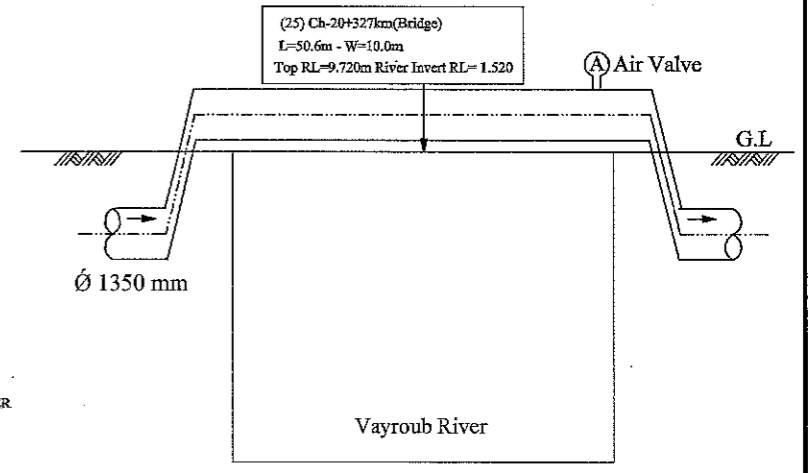 (25) Ch-20+327km(Bridge)
L=50.6m - W=10.0m
Top RL=9.720m River Invert RL= 1.520
A Air Valve
G.L
Ǿ 1350 mm
Vayroub River